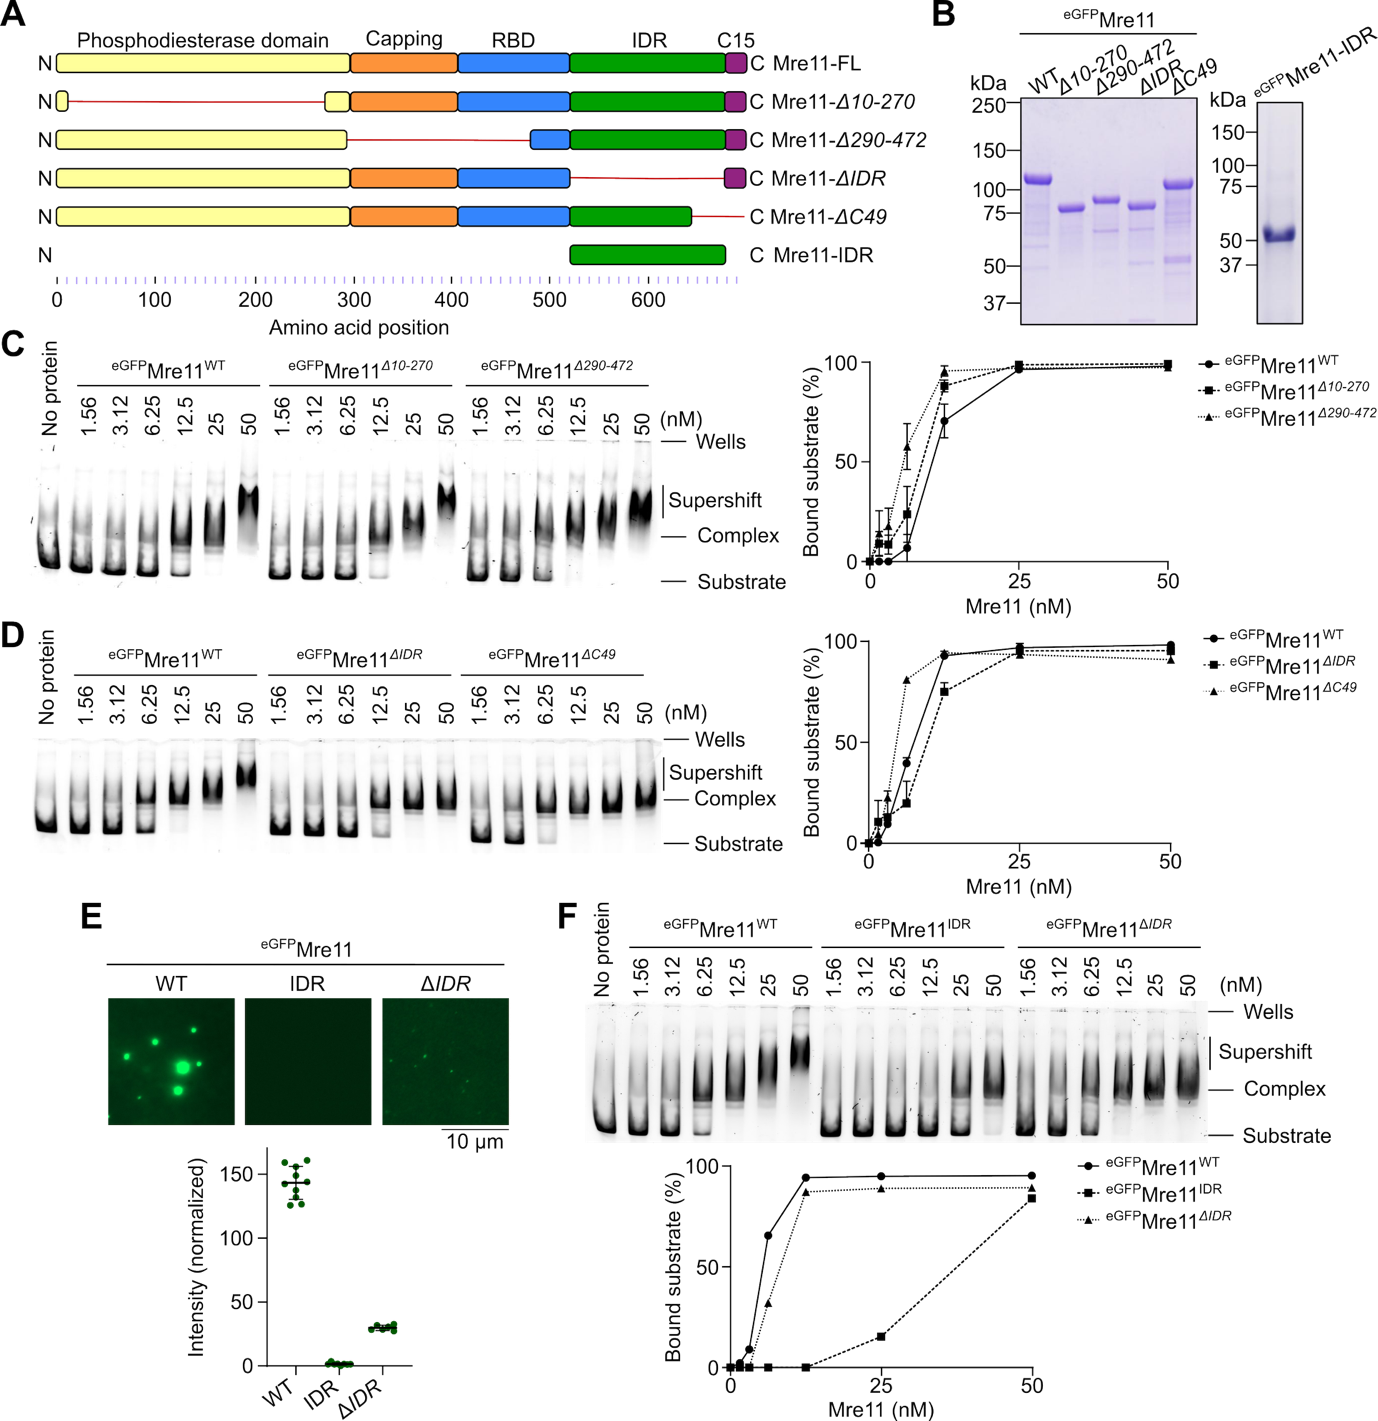 A
Phosphodiesterase domain Capping RBD IDR C15
N C Mre11-FL
N C Mre11-Δ10-270
N C Mre11-Δ290-472
N C Mre11-ΔIDR
N C Mre11-ΔC49
N C Mre11-IDR
0 100 200 300 400 500 600
Amino acid position
B
eGFPMre11
kDa WT Δ10-270 Δ290-472 ΔIDR ΔC49
250
150
100
75
50
37
kDa eGFPMre11-IDR
150
100
75
50
37
C
No protein
eGFPMre11WT eGFPMre11Δ10-270 eGFPMre11Δ290-472
1.56 3.12 6.25 12.5 25 50 1.56 3.12 6.25 12.5 25 50 1.56 3.12 6.25 12.5 25 50 (nM)
Wells
Supershift
Complex
Substrate
Bound substrate (%)
100
50
0
0 25 50
Mre11 (nM)
eGFPMre11WT
eGFPMre11Δ10-270
eGFPMre11Δ290-472
D
No protein
eGFPMre11WT eGFPMre11ΔIDR eGFPMre11ΔC49
1.56 3.12 6.25 12.5 25 50 1.56 3.12 6.25 12.5 25 50 1.56 3.12 6.25 12.5 25 50 (nM)
Wells
Supershift
Complex
Substrate
Bound substrate (%)
100
50
0
0 25 50
Mre11 (nM)
eGFPMre11WT
eGFPMre11ΔIDR
eGFPMre11ΔC49
E
eGFPMre11
WT IDR ΔIDR
10 µm
Intensity (normalized)
150
100
50
0
WT IDR ΔIDR
F
No protein
eGFPMre11WT eGFPMre11IDR eGFPMre11ΔIDR
1.56 3.12 6.25 12.5 25 50 1.56 3.12 6.25 12.5 25 50 1.56 3.12 6.25 12.5 25 50 (nM)
Wells
Supershift
Complex
Substrate
Bound substrate (%)
100
50
0
0 25 50
Mre11 (nM)
eGFPMre11WT
eGFPMre11IDR
eGFPMre11ΔIDR